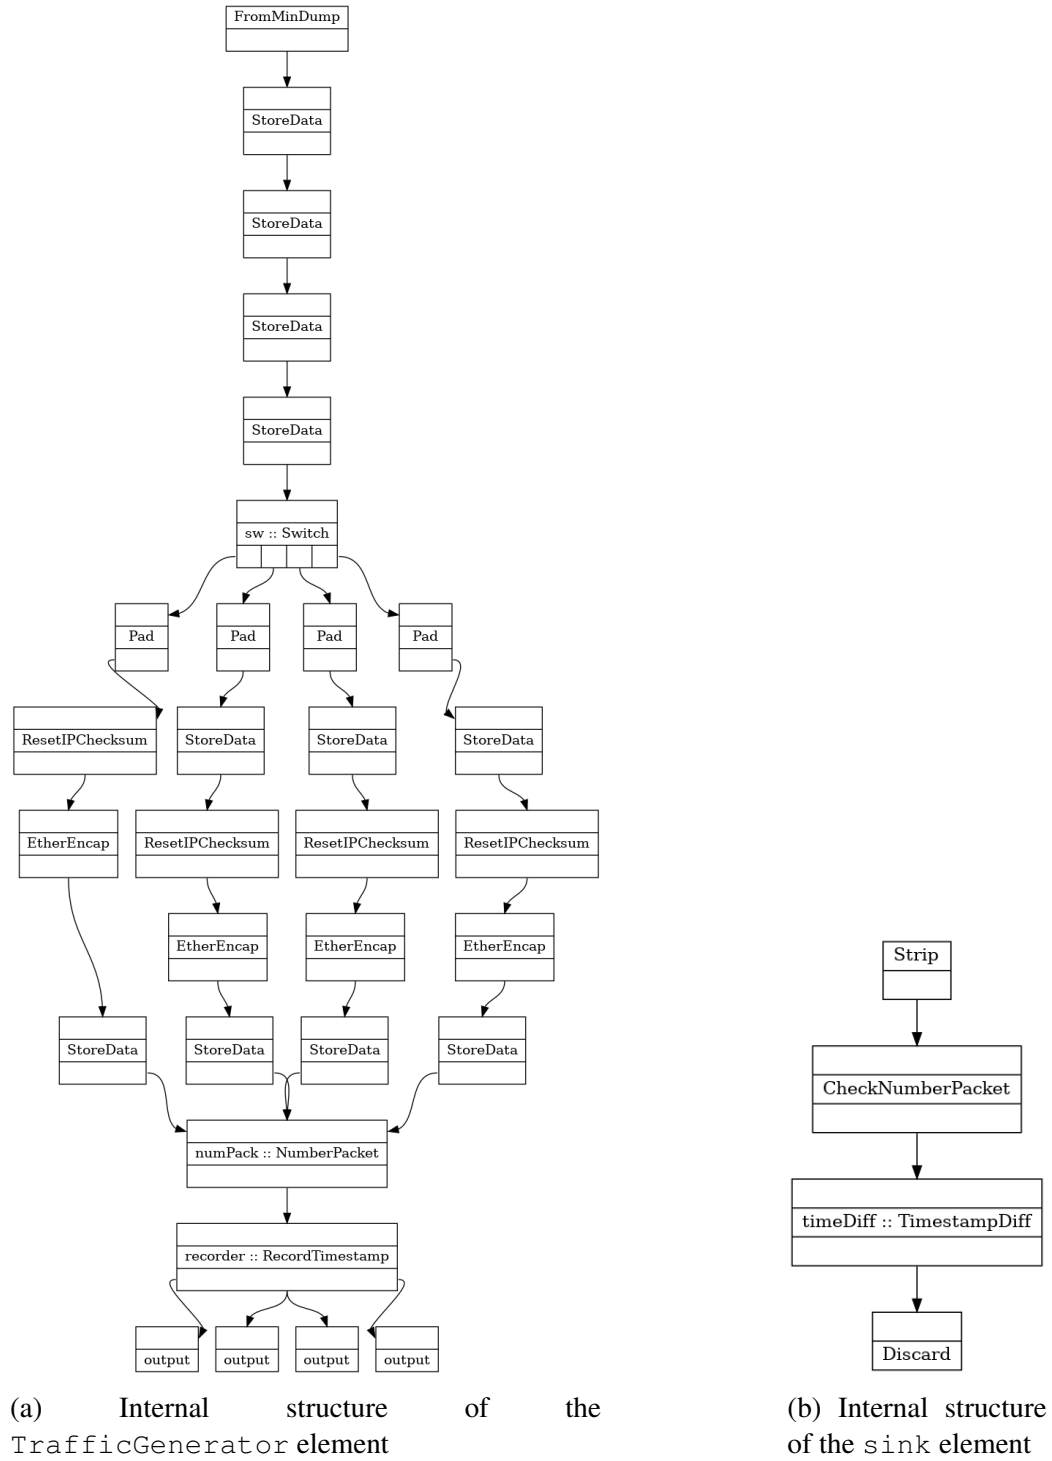 FromMinDump
StoreData
StoreData
StoreData
StoreData
sw :: Switch
Pad Pad Pad Pad
ResetIPChecksum StoreData StoreData StoreData
EtherEncap ResetIPChecksum ResetIPChecksum ResetIPChecksum
EtherEncap EtherEncap EtherEncap
StoreData StoreData StoreData StoreData
numPack :: NumberPacket
recorder :: RecordTimestamp
output output output output
(a) Internal structure of the
TrafficGenerator element
Strip
CheckNumberPacket
timeDiff :: TimestampDiff
Discard
(b) Internal structure
of the sink element